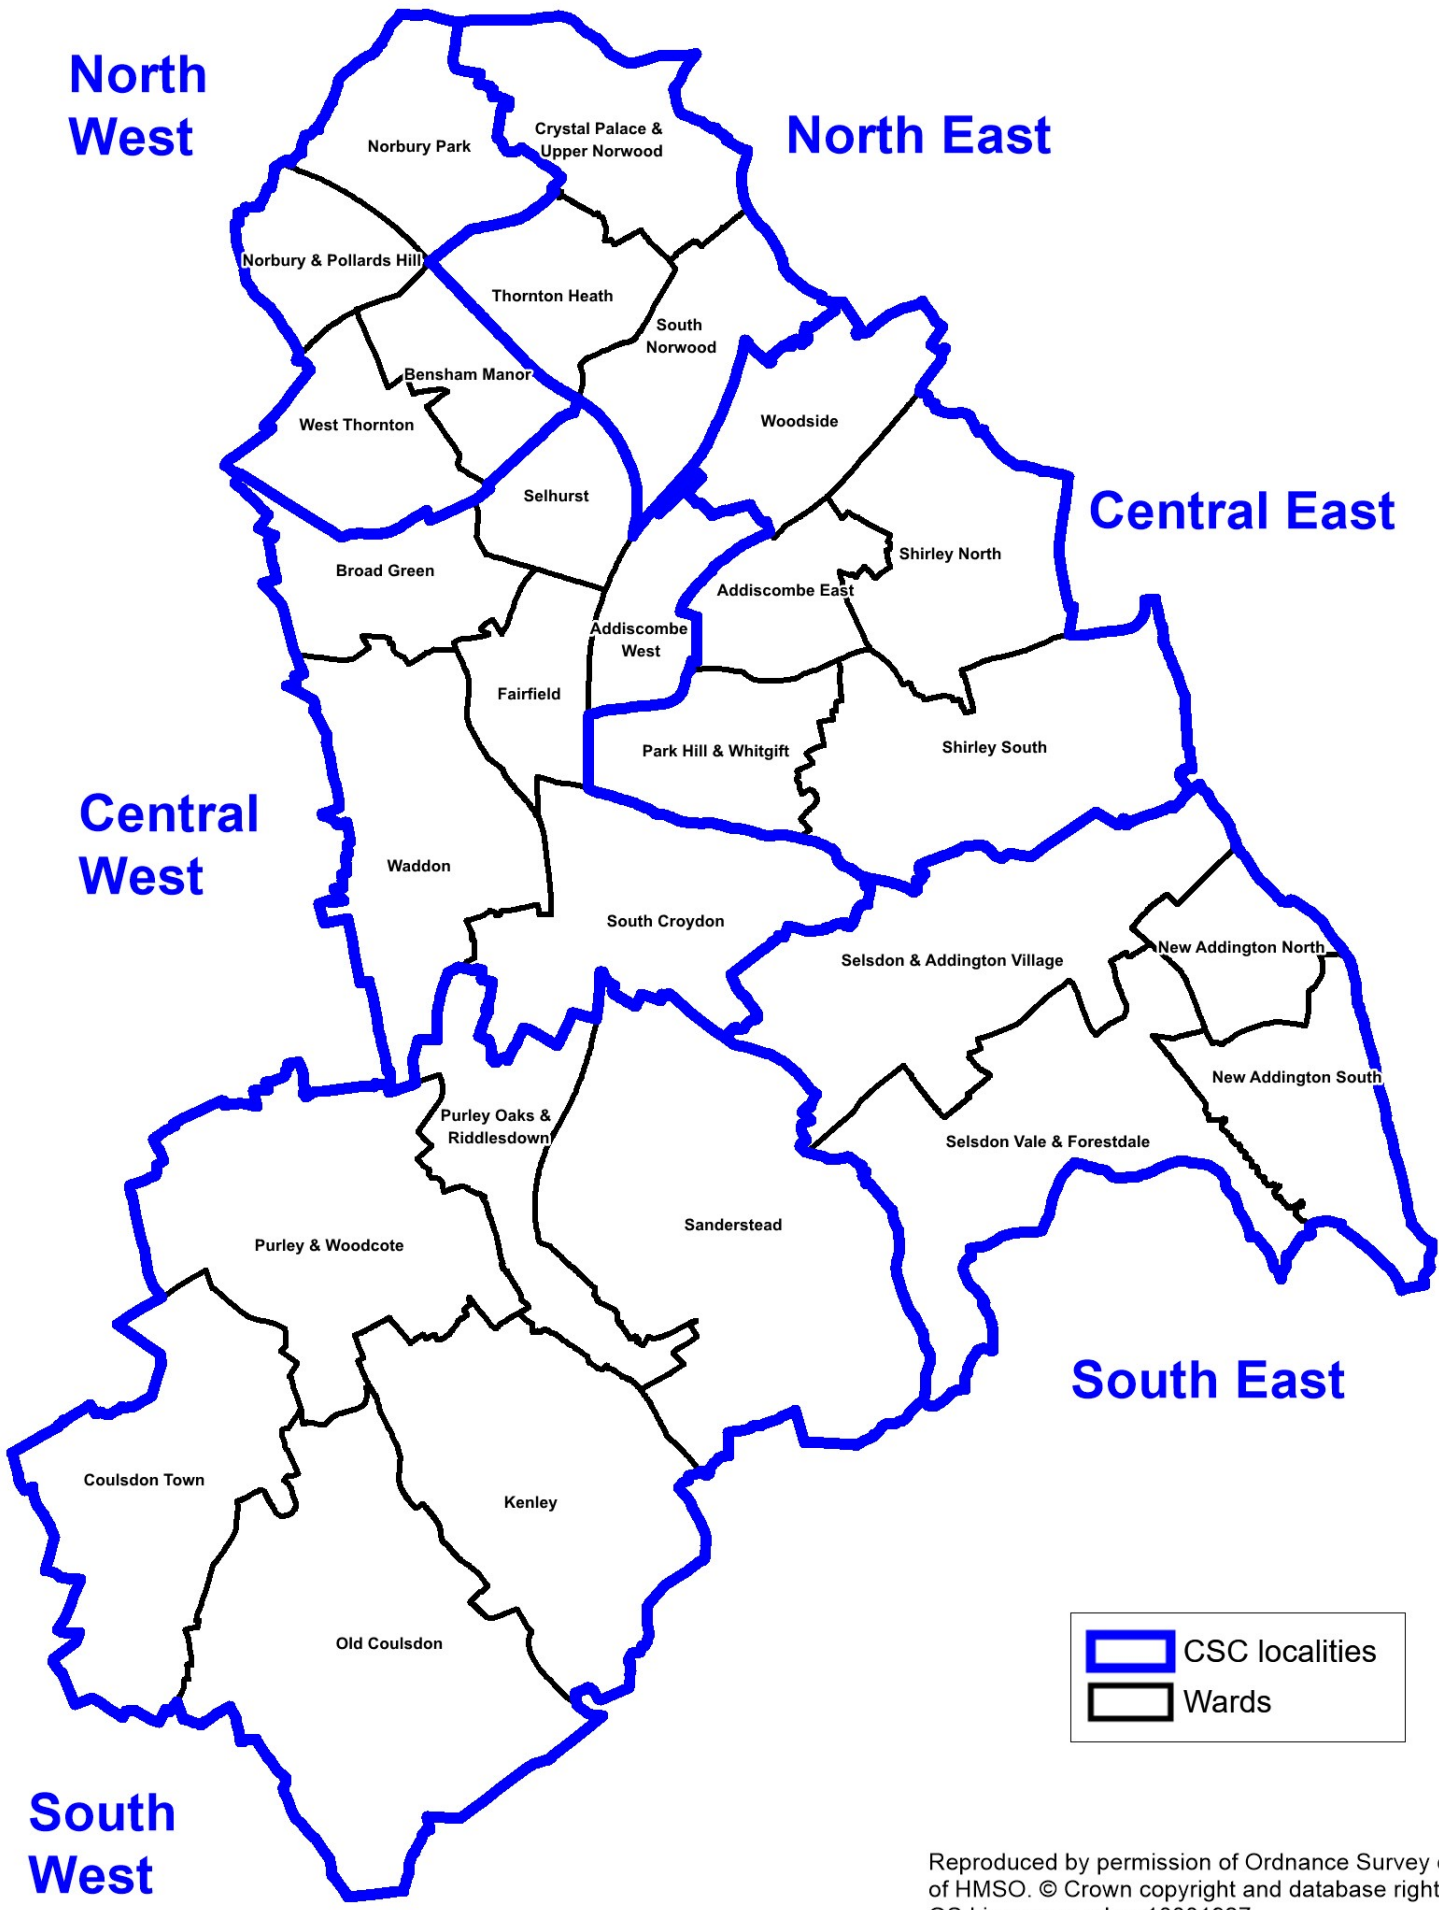 North
West
Norbury Park
Crystal Palace &
Upper Norwood
North East
Norbury & Pollards Hill
Thornton Heath
South
Norwood
Bensham Manor
West Thornton
Woodside
Selhurst
Central East
Broad Green
Shirley North
Addiscombe East
Addiscombe
West
Fairfield
Park Hill & Whitgift
Shirley South
Central
West
Waddon
South Croydon
Selsdon & Addington Village
New Addington North
New Addington South
Purley Oaks &
Riddlesdown
Selsdon Vale & Forestdale
Sanderstead
Purley & Woodcote
South East
Coulsdon Town
Kenley
Old Coulsdon
CSC localities
Wards
South
West
Reproduced by permission of Ordnance Survey
of HMSO. © Crown copyright and database right